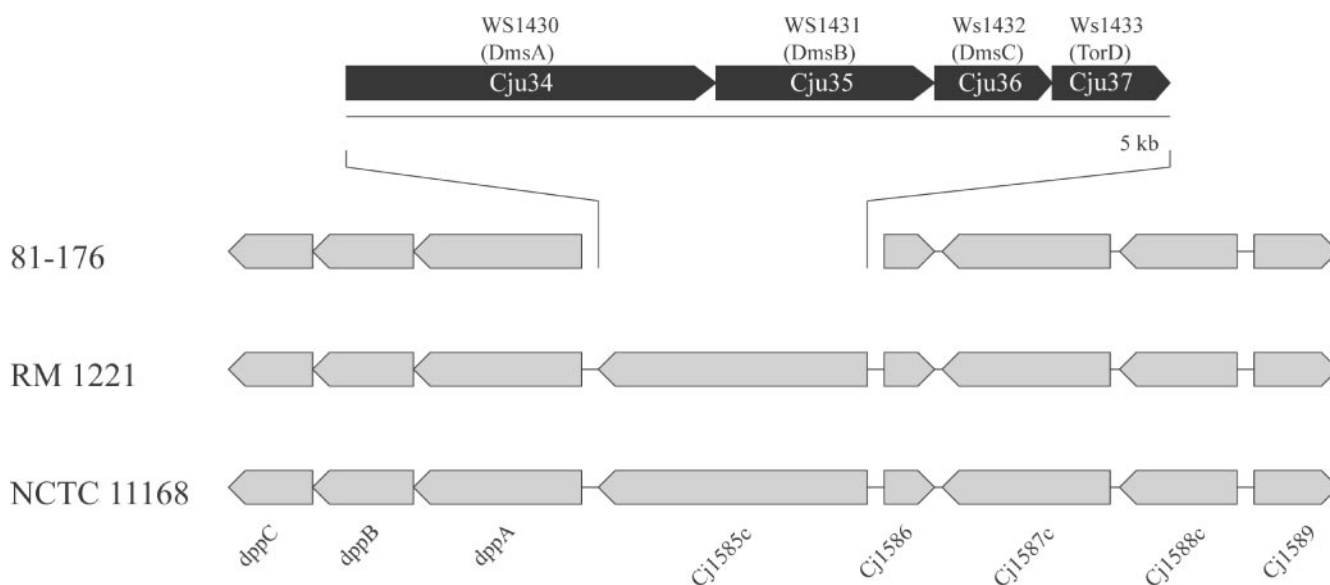 WS1430 WS1431 Ws1432 Ws1433
(DmsA) (DmsB) (DmsC) (TorD)
Cju34 Cju35 Cju36 Cju37
5 kb
81-176
RM 1221
NCTC 11168
dppC dppB dppA Cj1585c Cj1586 Cj1587c Cj1588c Cj1589